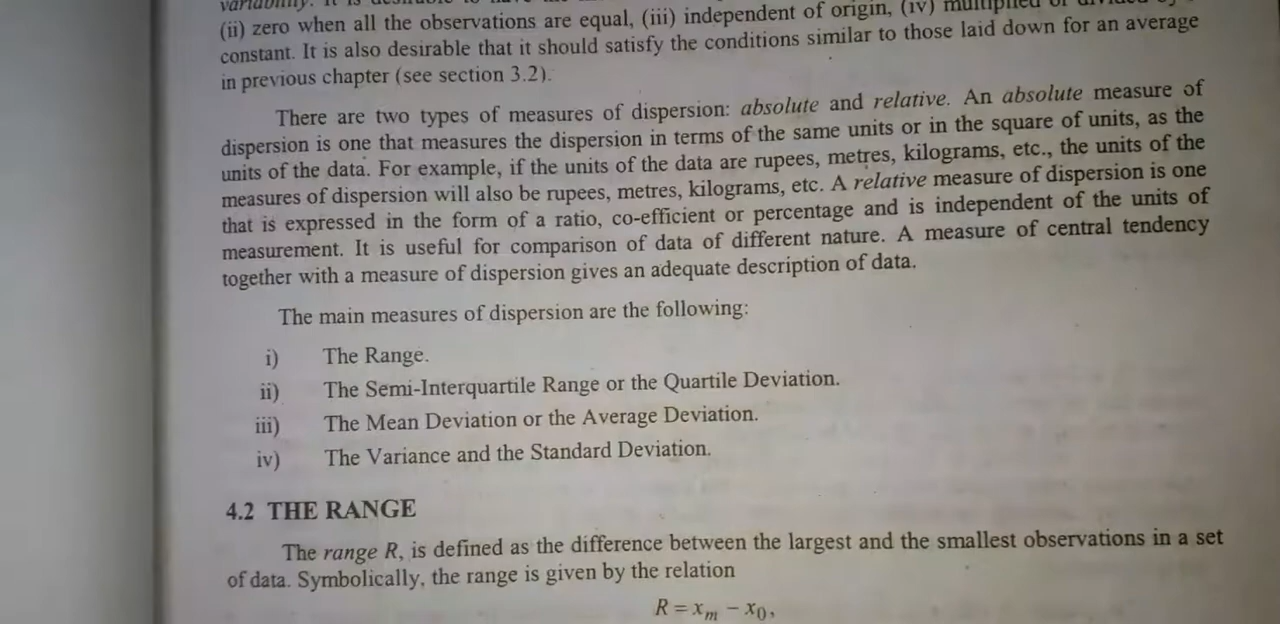 variability. It is desirable to have the
(ii) zero when all the observations are equal, (iii) independent of origin, (iv) multiplied or divided by
constant. It is also desirable that it should satisfy the conditions similar to those laid down for an average
in previous chapter (see section 3.2).
There are two types of measures of dispersion: absolute and relative. An absolute measure of
dispersion is one that measures the dispersion in terms of the same units or in the square of units, as the
units of the data. For example, if the units of the data are rupees, metres, kilograms, etc., the units of the
measures of dispersion will also be rupees, metres, kilograms, etc. A relative measure of dispersion is one
that is expressed in the form of a ratio, co-efficient or percentage and is independent of the units of
measurement. It is useful for comparison of data of different nature. A measure of central tendency
together with a measure of dispersion gives an adequate description of data.
The main measures of dispersion are the following:
i) The Range.
ii) The Semi-Interquartile Range or the Quartile Deviation.
iii) The Mean Deviation or the Average Deviation.
iv) The Variance and the Standard Deviation.
4.2 THE RANGE
The range R, is defined as the difference between the largest and the smallest observations in a set
of data. Symbolically, the range is given by the relation
R = xₘ − x₀,